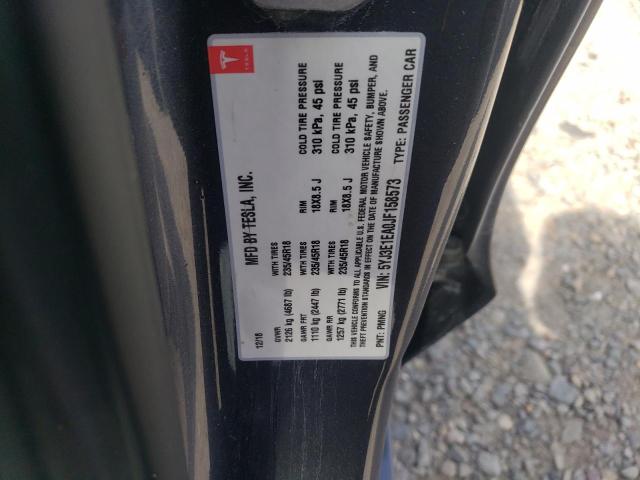 TESLA
MFD BY TESLA, INC.
12/18
GVWR WITH TIRES RIM COLD TIRE PRESSURE
2126 kg (4687 lb) 235/45R18 18X8.5 J 310 kPa, 45 psi
GAWR FRT WITH TIRES RIM COLD TIRE PRESSURE
1110 kg (2447 lb) 235/45R18 18X8.5 J 310 kPa, 45 psi
GAWR RR WITH TIRES
1257 kg (2771 lb) 235/45R18
THIS VEHICLE CONFORMS TO ALL APPLICABLE U.S. FEDERAL MOTOR VEHICLE SAFETY, BUMPER, AND
THEFT PREVENTION STANDARDS IN EFFECT ON THE DATE OF MANUFACTURE SHOWN ABOVE.
VIN: 5YJ3E1EA0JF158573
PNT: PMNG TYPE: PASSENGER CAR